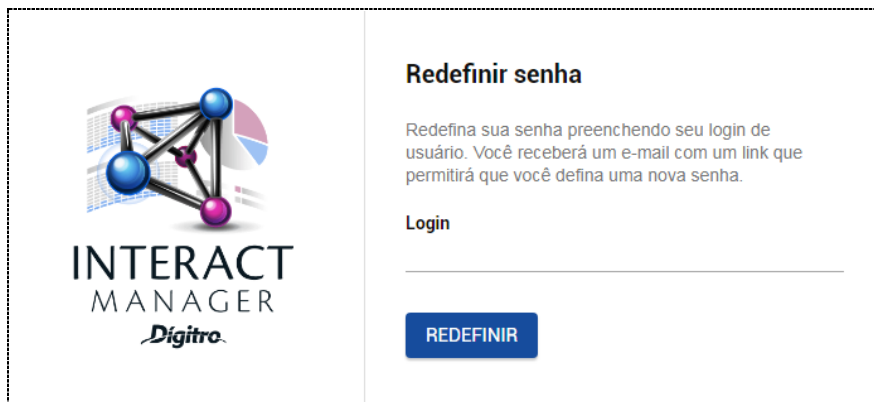 INTERACT
MANAGER
Dígitro
Redefinir senha
Redefina sua senha preenchendo seu login de
usuário. Você receberá um e-mail com um link que
permitirá que você defina uma nova senha.
Login
REDEFINIR